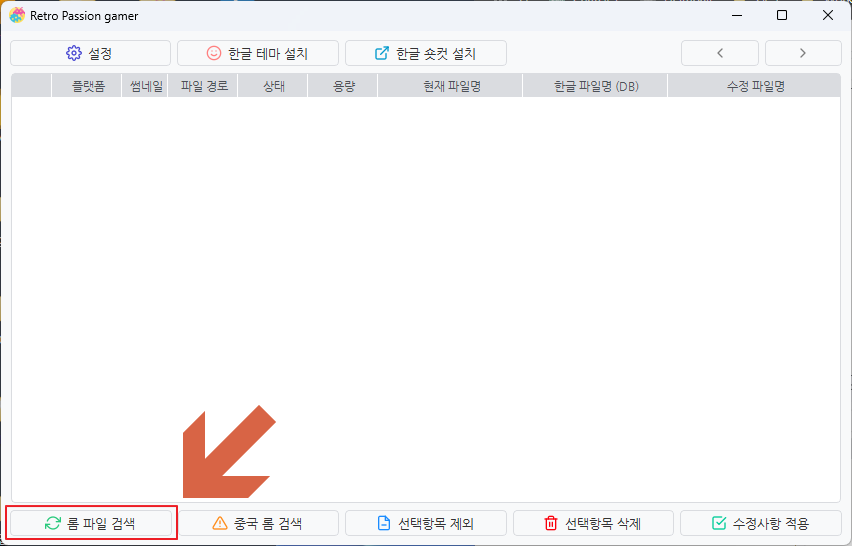 Retro Passion gamer
설정 한글 테마 설치 한글 숏컷 설치
플랫폼 썸네일 파일 경로 상태 용량 현재 파일명 한글 파일명 (DB) 수정 파일명
롬 파일 검색 중국 롬 검색 선택항목 제외 선택항목 삭제 수정사항 적용